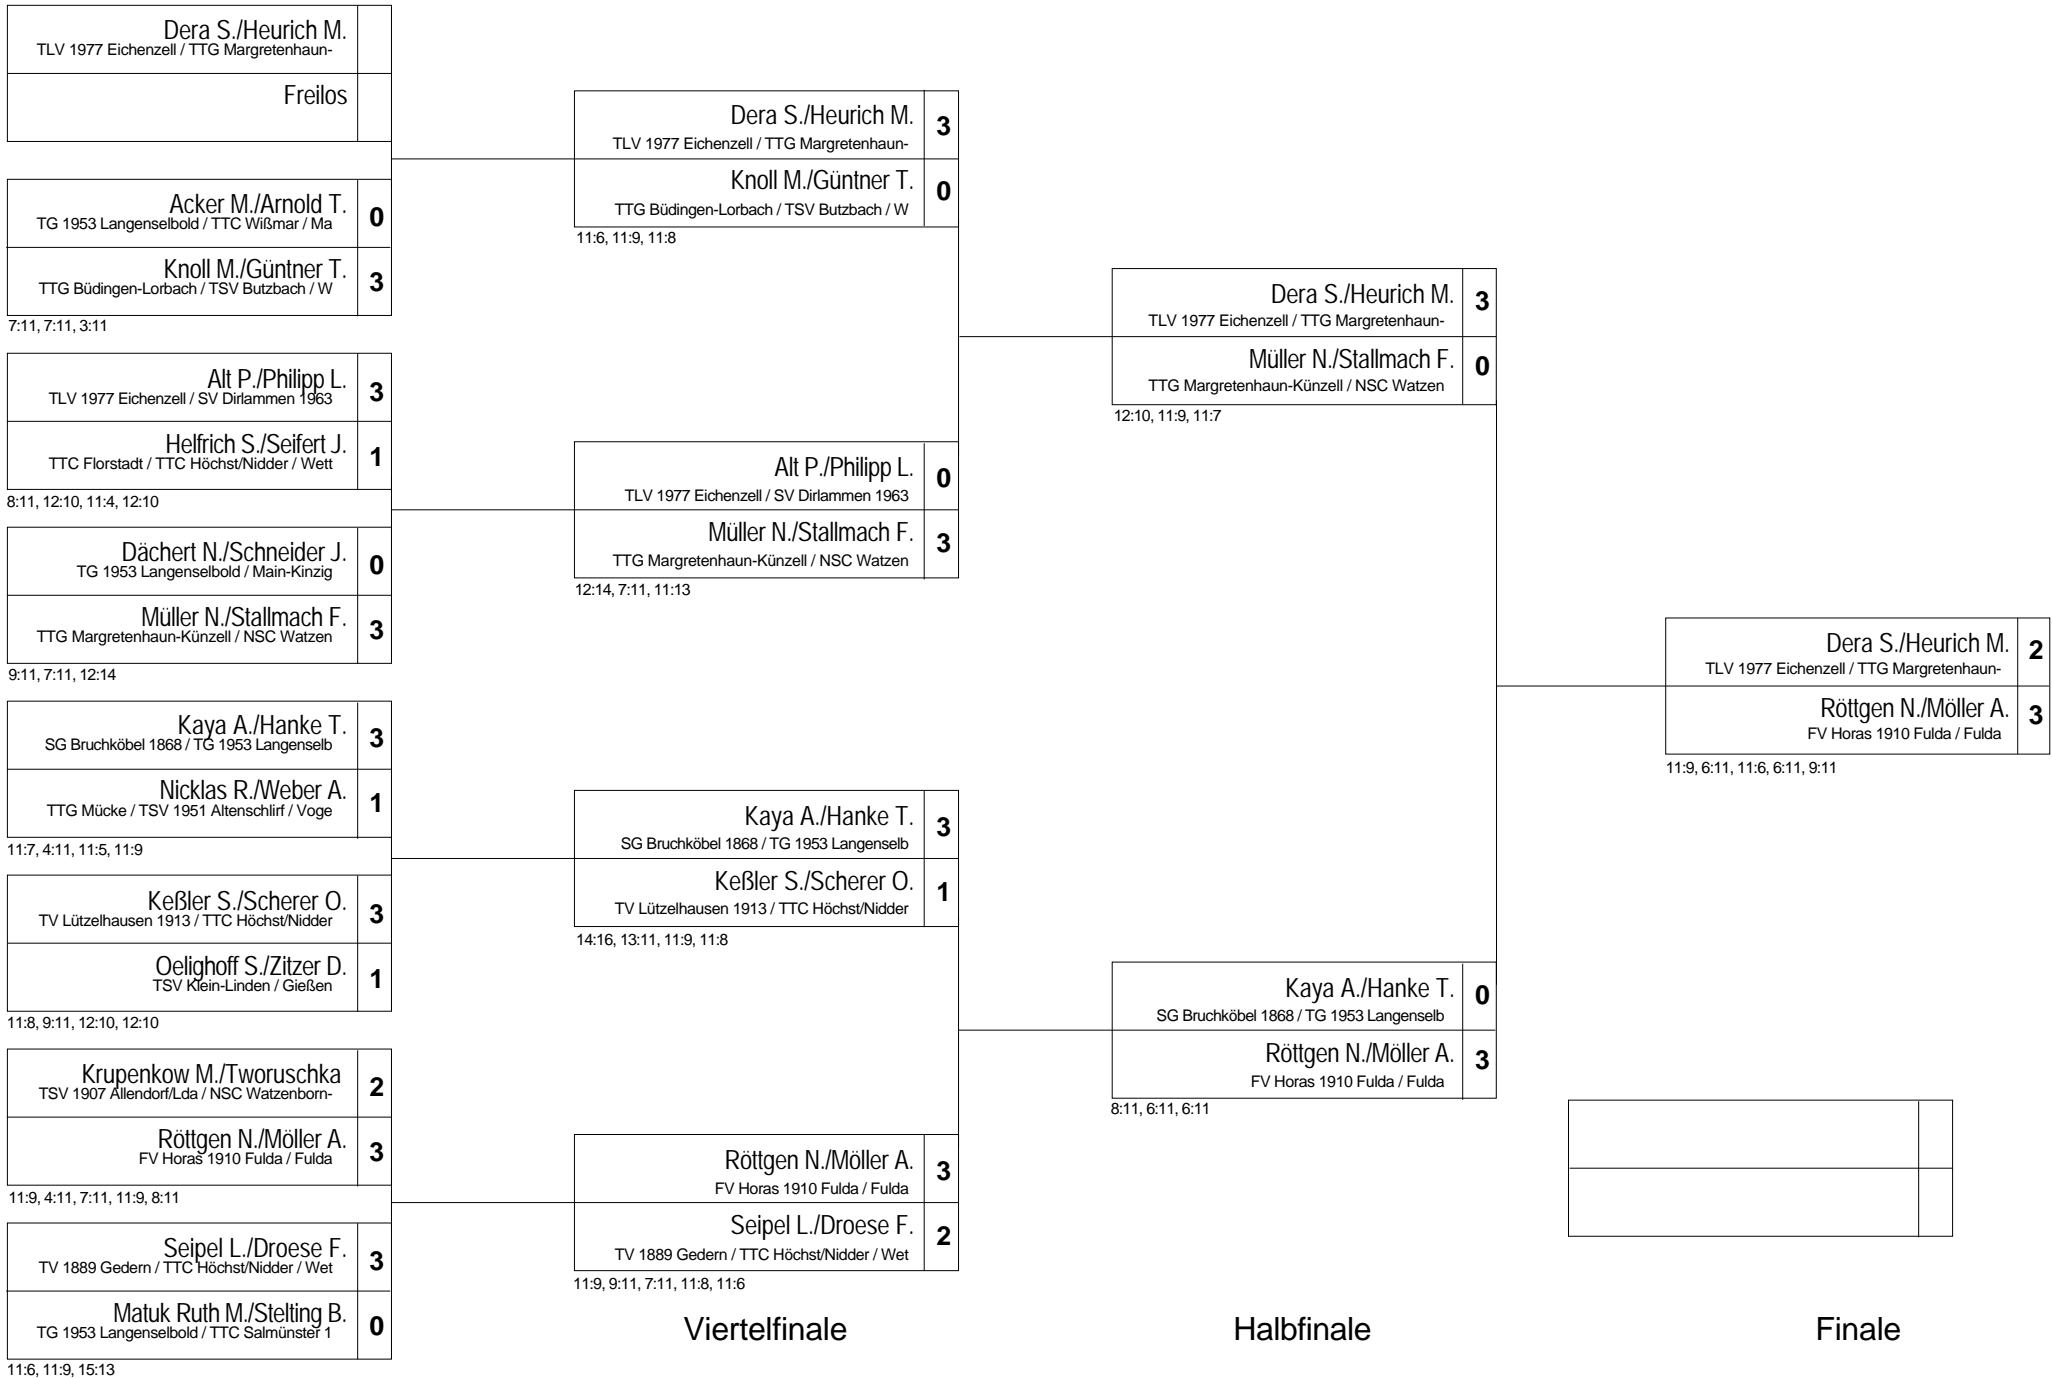 Dera S./Heurich M.
TLV 1977 Eichenzell / TTG Margretenhaun-
Freilos
Acker M./Arnold T. 0
TG 1953 Langenselbold / TTC Wißmar / Ma
Knoll M./Güntner T. 3
TTG Büdingen-Lorbach / TSV Butzbach / W
7:11, 7:11, 3:11
Alt P./Philipp L. 3
TLV 1977 Eichenzell / SV Dirlammen 1963
Helfrich S./Seifert J. 1
TTC Florstadt / TTC Höchst/Nidder / Wett
8:11, 12:10, 11:4, 12:10
Dächert N./Schneider J. 0
TG 1953 Langenselbold / Main-Kinzig
Müller N./Stallmach F. 3
TTG Margretenhaun-Künzell / NSC Watzen
9:11, 7:11, 12:14
Kaya A./Hanke T. 3
SG Bruchköbel 1868 / TG 1953 Langenselb
Nicklas R./Weber A. 1
TTG Mücke / TSV 1951 Altenschlirf / Voge
11:7, 4:11, 11:5, 11:9
Keßler S./Scherer O. 3
TV Lützelhausen 1913 / TTC Höchst/Nidder
Oelighoff S./Zitzer D. 1
TSV Klein-Linden / Gießen
11:8, 9:11, 12:10, 12:10
Krupenkow M./Tworuschka 2
TSV 1907 Allendorf/Lda / NSC Watzenborn-
Röttgen N./Möller A. 3
FV Horas 1910 Fulda / Fulda
11:9, 4:11, 7:11, 11:9, 8:11
Seipel L./Droese F. 3
TV 1889 Gedern / TTC Höchst/Nidder / Wet
Matuk Ruth M./Stelting B. 0
TG 1953 Langenselbold / TTC Salmünster 1
11:6, 11:9, 15:13
Dera S./Heurich M. 3
TLV 1977 Eichenzell / TTG Margretenhaun-
Knoll M./Güntner T. 0
TTG Büdingen-Lorbach / TSV Butzbach / W
11:6, 11:9, 11:8
Alt P./Philipp L. 0
TLV 1977 Eichenzell / SV Dirlammen 1963
Müller N./Stallmach F. 3
TTG Margretenhaun-Künzell / NSC Watzen
12:14, 7:11, 11:13
Kaya A./Hanke T. 3
SG Bruchköbel 1868 / TG 1953 Langenselb
Keßler S./Scherer O. 1
TV Lützelhausen 1913 / TTC Höchst/Nidder
14:16, 13:11, 11:9, 11:8
Röttgen N./Möller A. 3
FV Horas 1910 Fulda / Fulda
Seipel L./Droese F. 2
TV 1889 Gedern / TTC Höchst/Nidder / Wet
11:9, 9:11, 7:11, 11:8, 11:6
Viertelfinale
Dera S./Heurich M. 3
TLV 1977 Eichenzell / TTG Margretenhaun-
Müller N./Stallmach F. 0
TTG Margretenhaun-Künzell / NSC Watzen
12:10, 11:9, 11:7
Kaya A./Hanke T. 0
SG Bruchköbel 1868 / TG 1953 Langenselb
Röttgen N./Möller A. 3
FV Horas 1910 Fulda / Fulda
8:11, 6:11, 6:11
Halbfinale
Dera S./Heurich M. 2
TLV 1977 Eichenzell / TTG Margretenhaun-
Röttgen N./Möller A. 3
FV Horas 1910 Fulda / Fulda
11:9, 6:11, 11:6, 6:11, 9:11
Finale